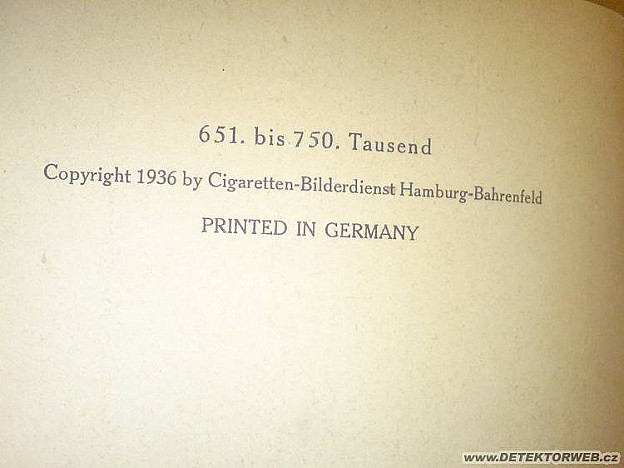 651. bis 750. Tausend
Copyright 1936 by Cigaretten-Bilderdienst Hamburg-Bahrenfeld
PRINTED IN GERMANY
www.DETEKTORWEB.cz